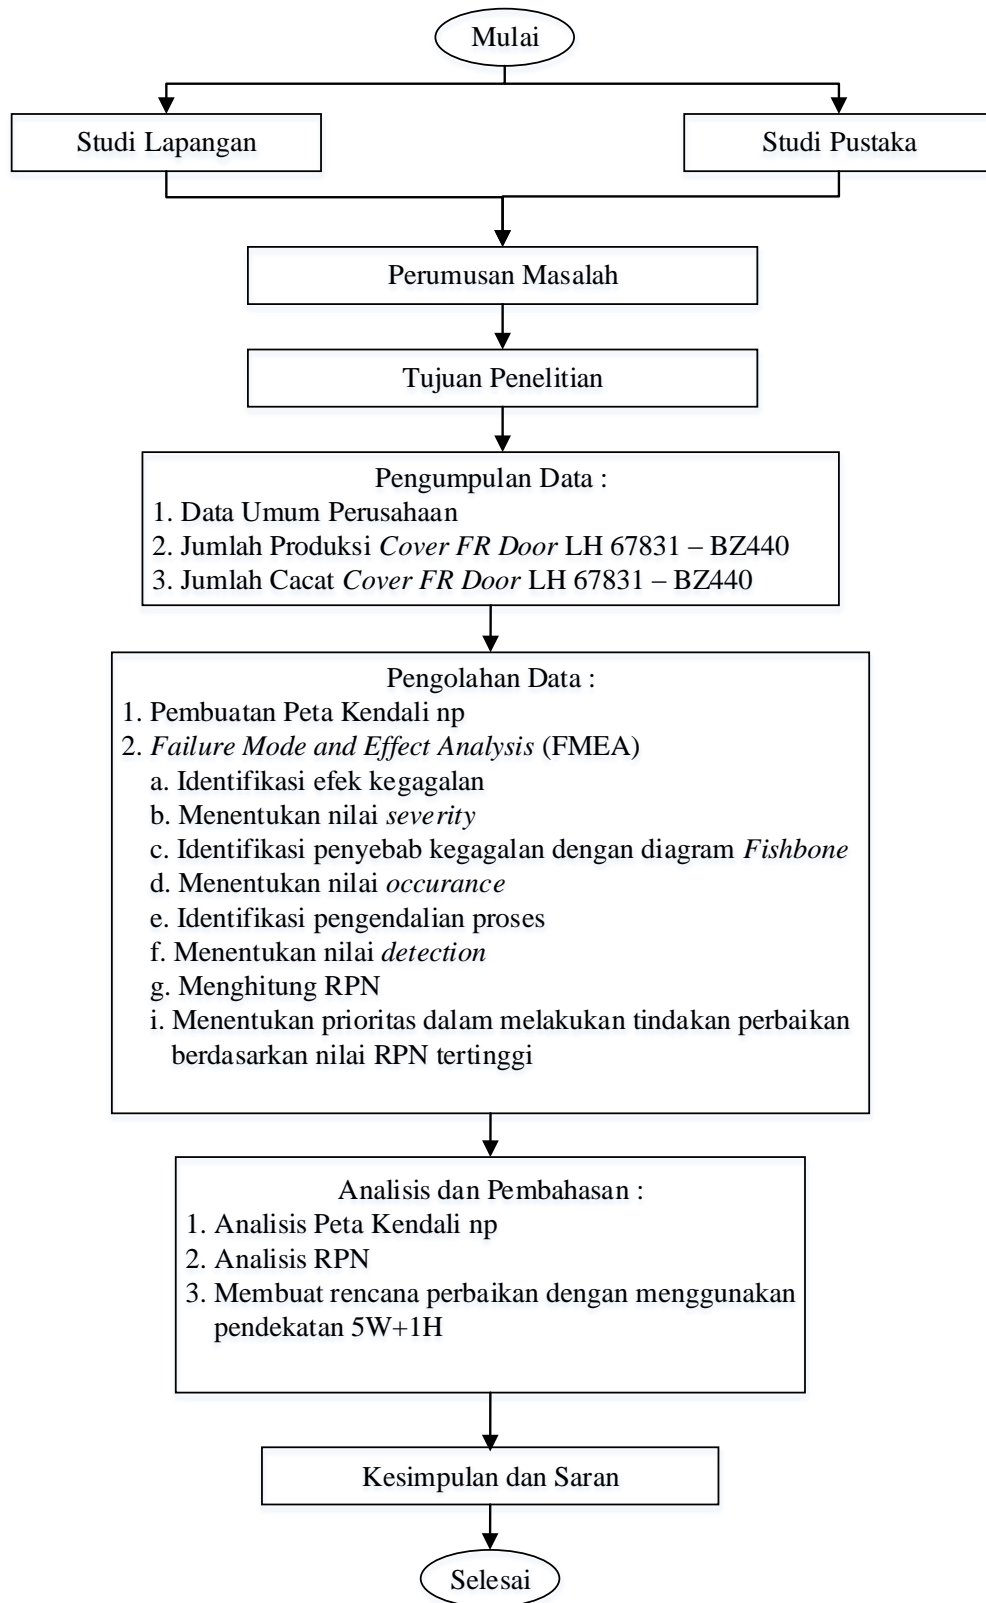 Mulai
Studi Lapangan
Studi Pustaka
Perumusan Masalah
Tujuan Penelitian
Pengumpulan Data :
1. Data Umum Perusahaan
2. Jumlah Produksi Cover FR Door LH 67831 – BZ440
3. Jumlah Cacat Cover FR Door LH 67831 – BZ440
Pengolahan Data :
1. Pembuatan Peta Kendali np
2. Failure Mode and Effect Analysis (FMEA)
a. Identifikasi efek kegagalan
b. Menentukan nilai severity
c. Identifikasi penyebab kegagalan dengan diagram Fishbone
d. Menentukan nilai occurance
e. Identifikasi pengendalian proses
f. Menentukan nilai detection
g. Menghitung RPN
i. Menentukan prioritas dalam melakukan tindakan perbaikan
berdasarkan nilai RPN tertinggi
Analisis dan Pembahasan :
1. Analisis Peta Kendali np
2. Analisis RPN
3. Membuat rencana perbaikan dengan menggunakan
pendekatan 5W+1H
Kesimpulan dan Saran
Selesai